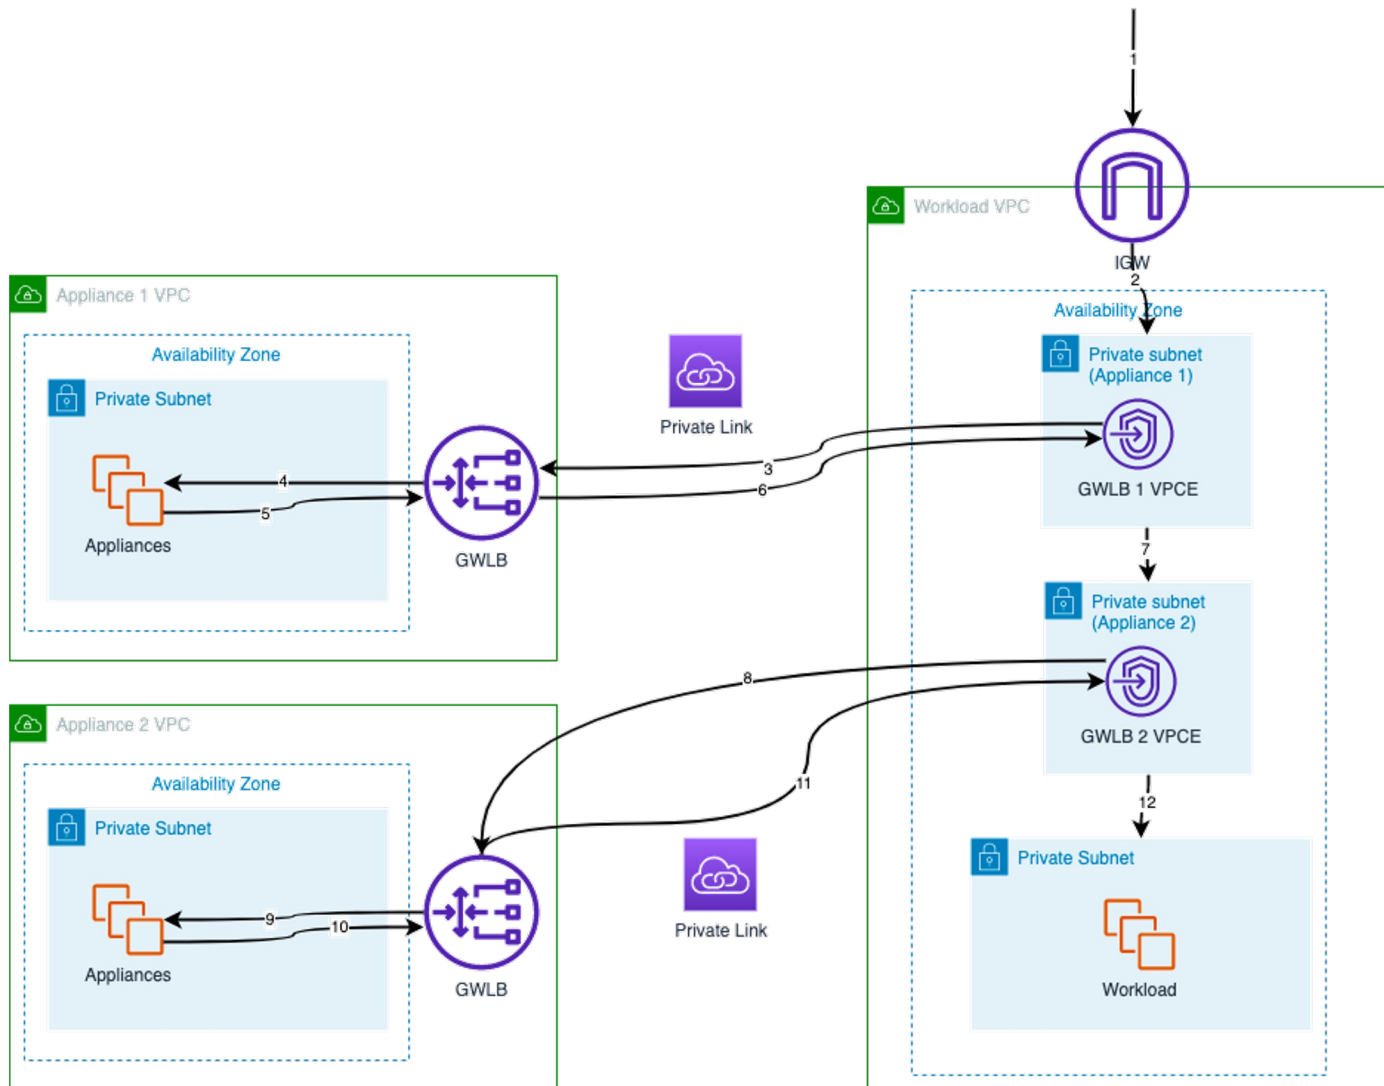 1
Workload VPC
IGW
2
Availability Zone
Private subnet
(Appliance 1)
GWLB 1 VPCE
7
Private subnet
(Appliance 2)
GWLB 2 VPCE
12
Private Subnet
Workload
Appliance 1 VPC
Availability Zone
Private Subnet
Appliances
4
5
GWLB
Private Link
3
6
Appliance 2 VPC
Availability Zone
Private Subnet
Appliances
9
10
GWLB
8
11
Private Link